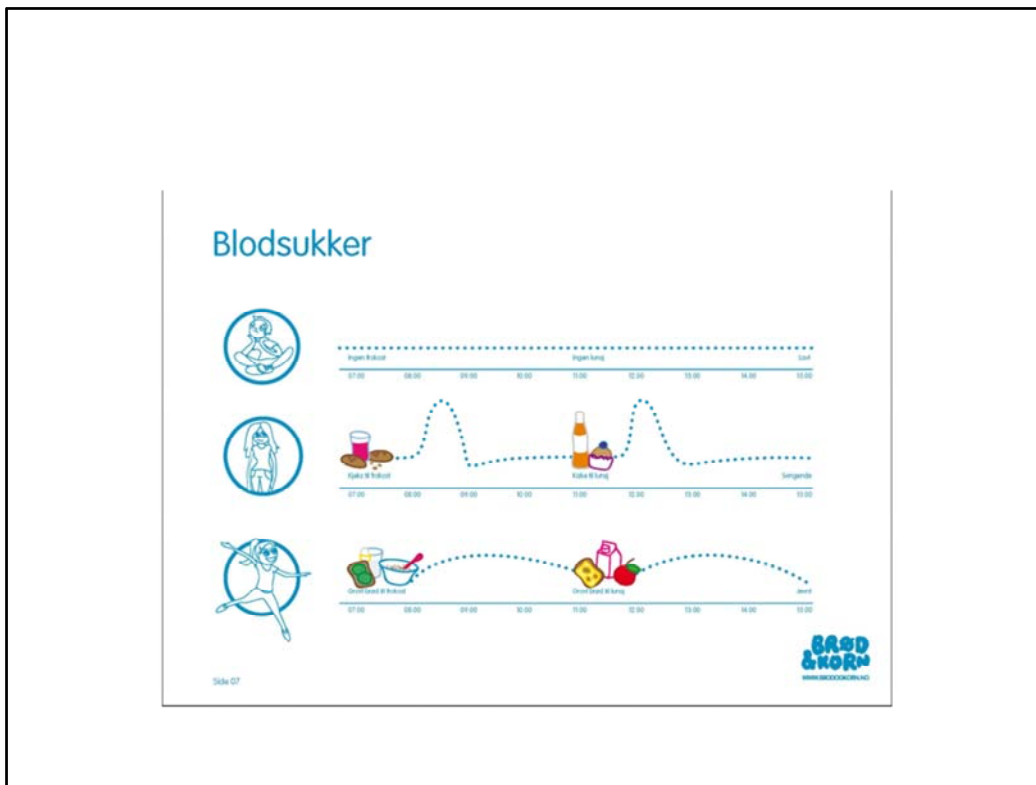 Blodsukker
Ingen frokost Ingen lunsj Lavt
07.00 08.00 09.00 10.00 11.00 12.00 13.00 14.00 15.00
Kjeks til frokost Kake til lunsj Svingende
07.00 08.00 09.00 10.00 11.00 12.00 13.00 14.00 15.00
Grovt brød til frokost Grovt brød til lunsj Jevnt
07.00 08.00 09.00 10.00 11.00 12.00 13.00 14.00 15.00
BRØD
&KORN
WWW.BRODOGKORN.NO
Side 07